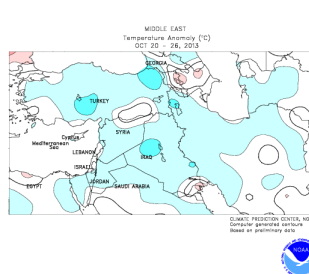 MIDDLE EAST
Temperature Anomaly (°C)
OCT 20 - 26, 2013
GEORGIA
TURKEY
SYRIA
Cyprus
Mediterranean
Sea
LEBANON
IRAQ
ISRAEL
JORDAN
EGYPT
SAUDI ARABIA
CLIMATE PREDICTION CENTER, NO
Computer generated contours
Based on preliminary data
NOAA